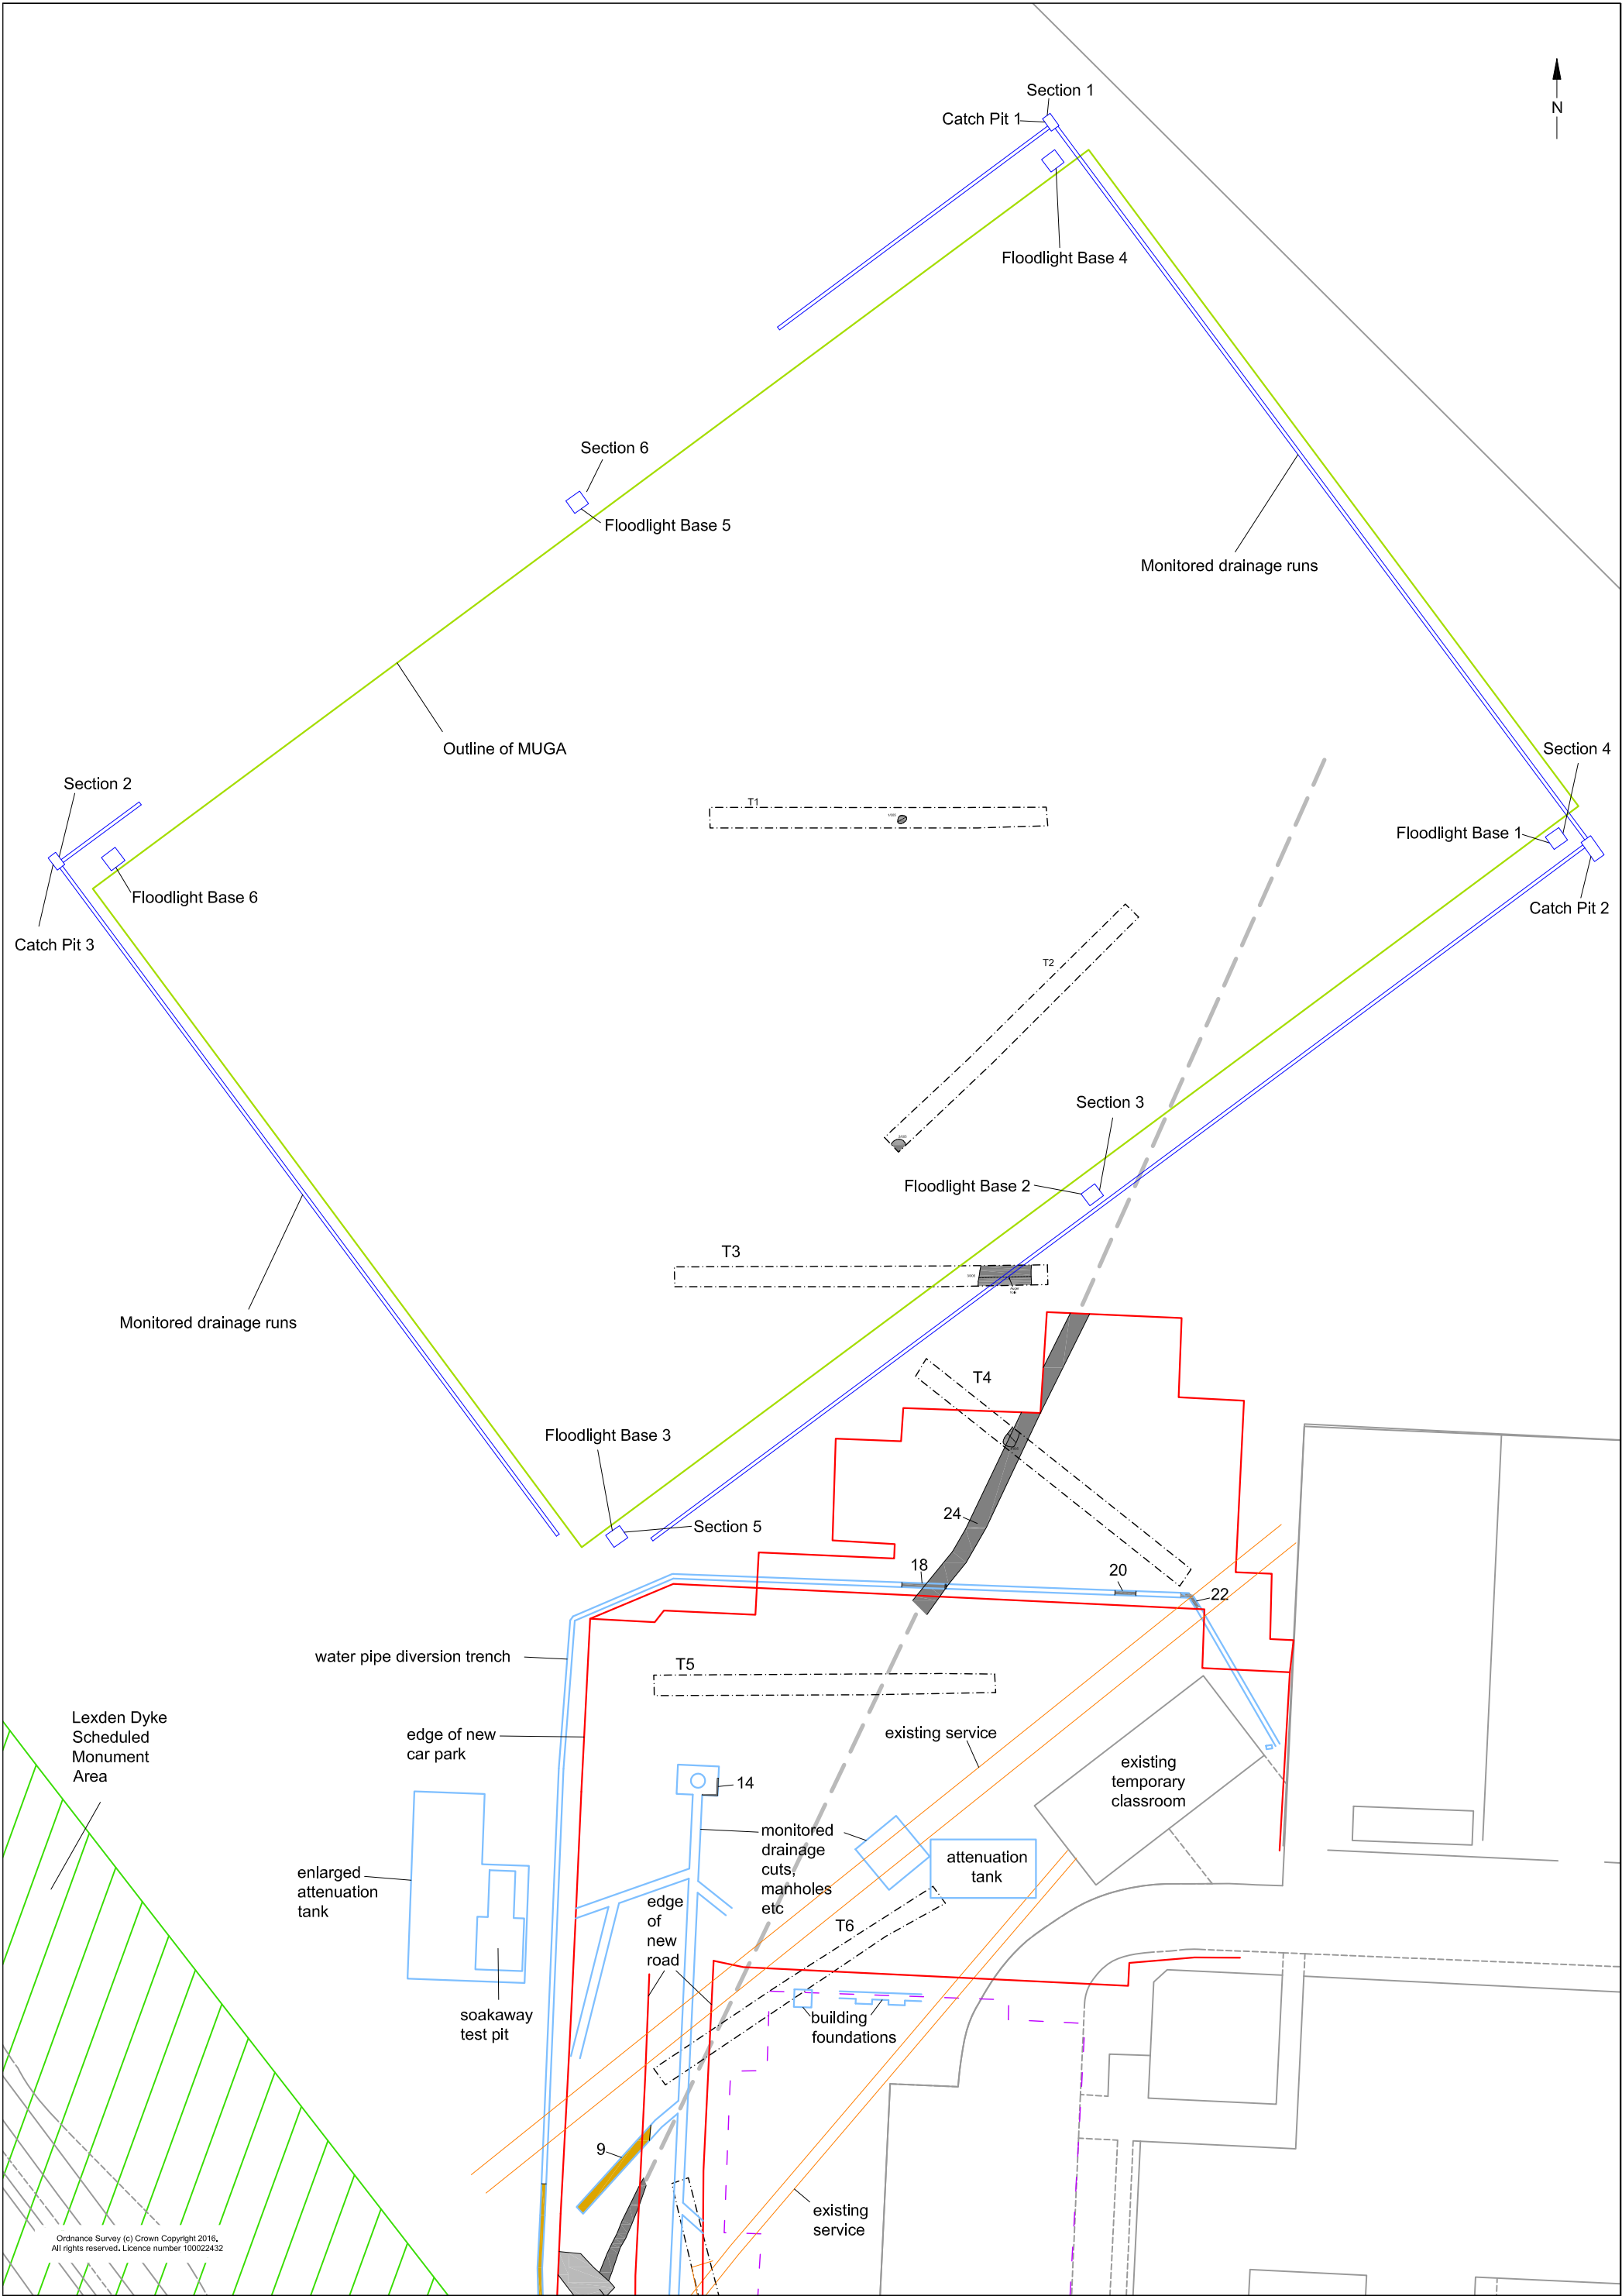 Section 1
Catch Pit 1
N
Floodlight Base 4
Section 6
Floodlight Base 5
Monitored drainage runs
Outline of MUGA
Section 4
Section 2
T1
Floodlight Base 1
Floodlight Base 6
Catch Pit 2
Catch Pit 3
T2
Section 3
Floodlight Base 2
T3
Monitored drainage runs
T4
Floodlight Base 3
24
Section 5
18
20
22
water pipe diversion trench
T5
Lexden Dyke
Scheduled
Monument
Area
edge of new
car park
existing service
existing
temporary
classroom
14
monitored
drainage
cuts,
manholes
etc
attenuation
tank
enlarged
attenuation
tank
edge
of
new
road
T6
soakaway
test pit
building
foundations
9
existing
service
Ordnance Survey (c) Crown Copyright 2016.
All rights reserved. Licence number 100022432